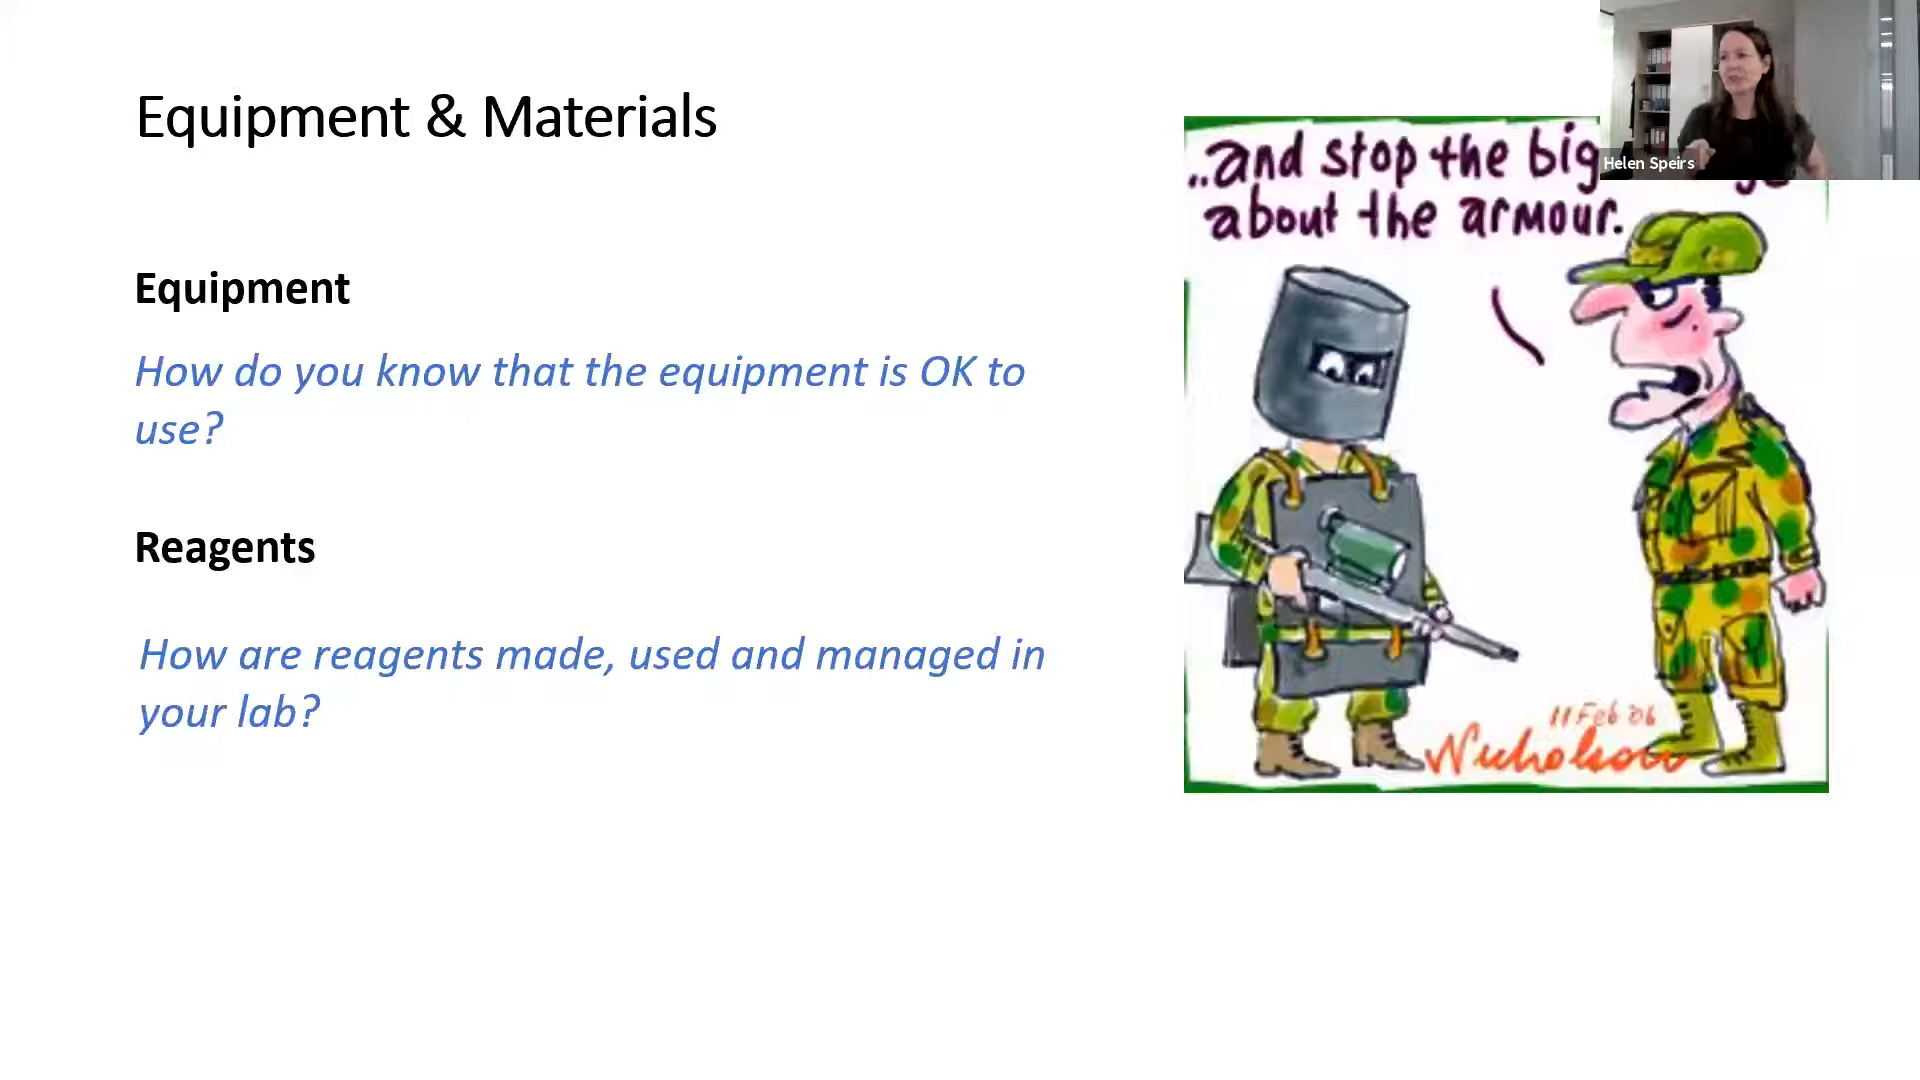 Equipment & Materials
Equipment
How do you know that the equipment is OK to
use?
Reagents
How are reagents made, used and managed in
your lab?
..and stop the big
about the armour.
11 Feb 06
Nicholson
Helen Speirs